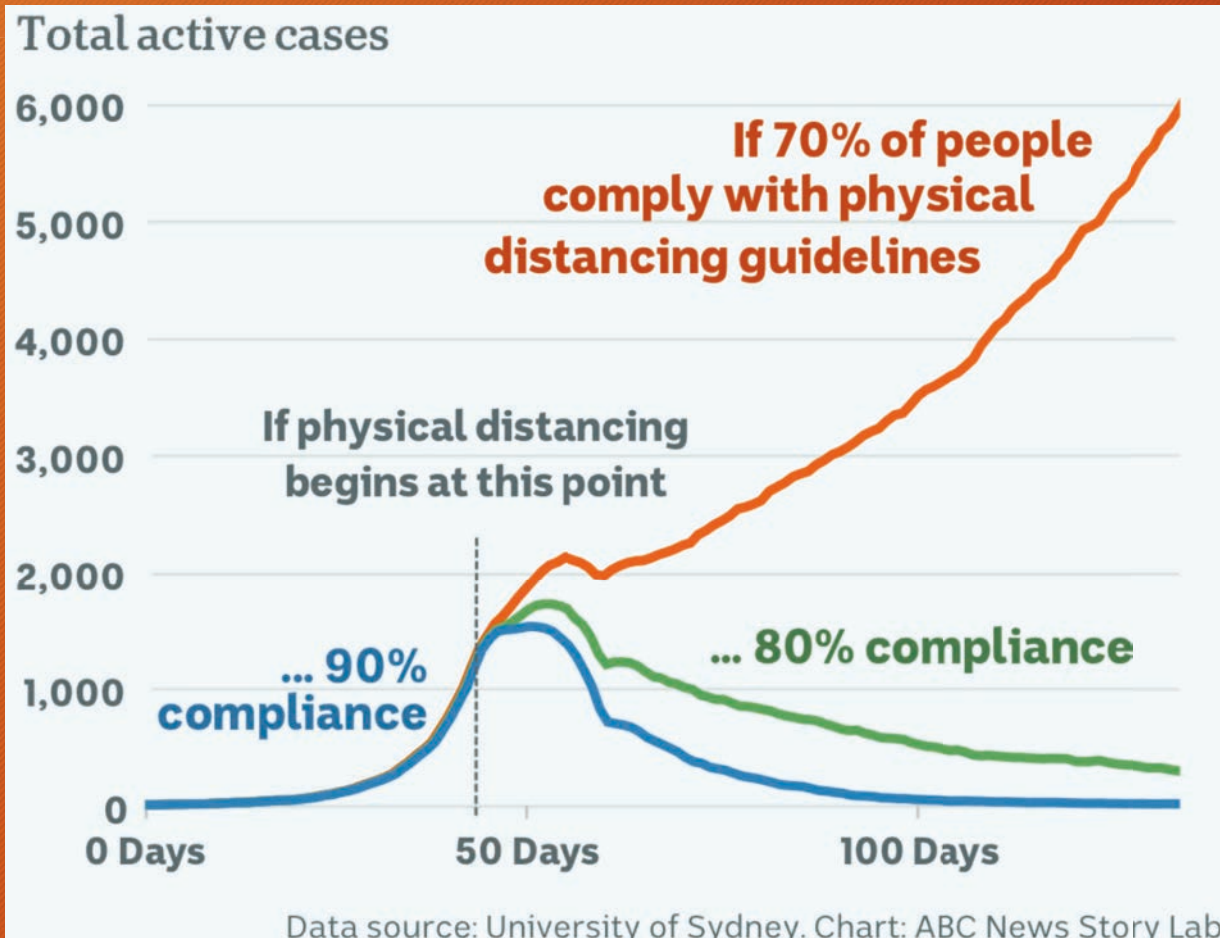 Total active cases
6,000
If 70% of people
comply with physical
distancing guidelines
5,000
4,000
If physical distancing
begins at this point
3,000
2,000
... 90%
compliance
... 80% compliance
1,000
0
0 Days
50 Days
100 Days
Data source: University of Sydney. Chart: ABC News Story Lab